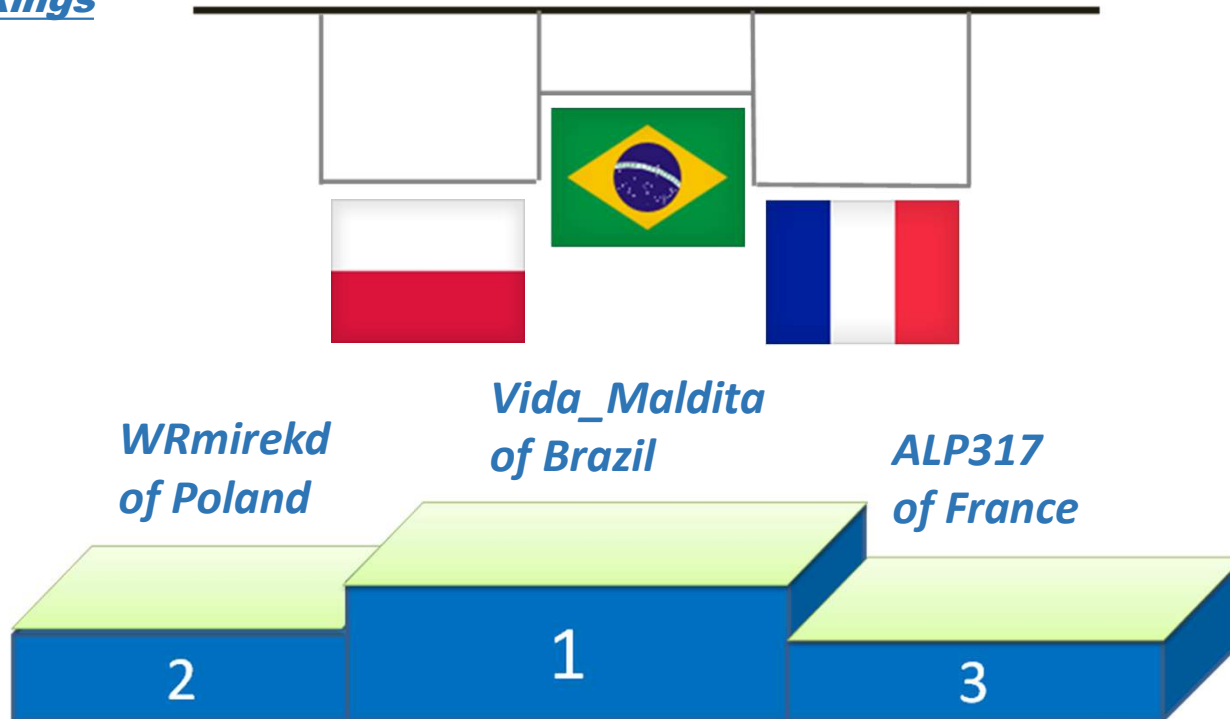 Vida_Maldita
of Brazil
WRmirekd
of Poland
ALP317
of France
2
1
3